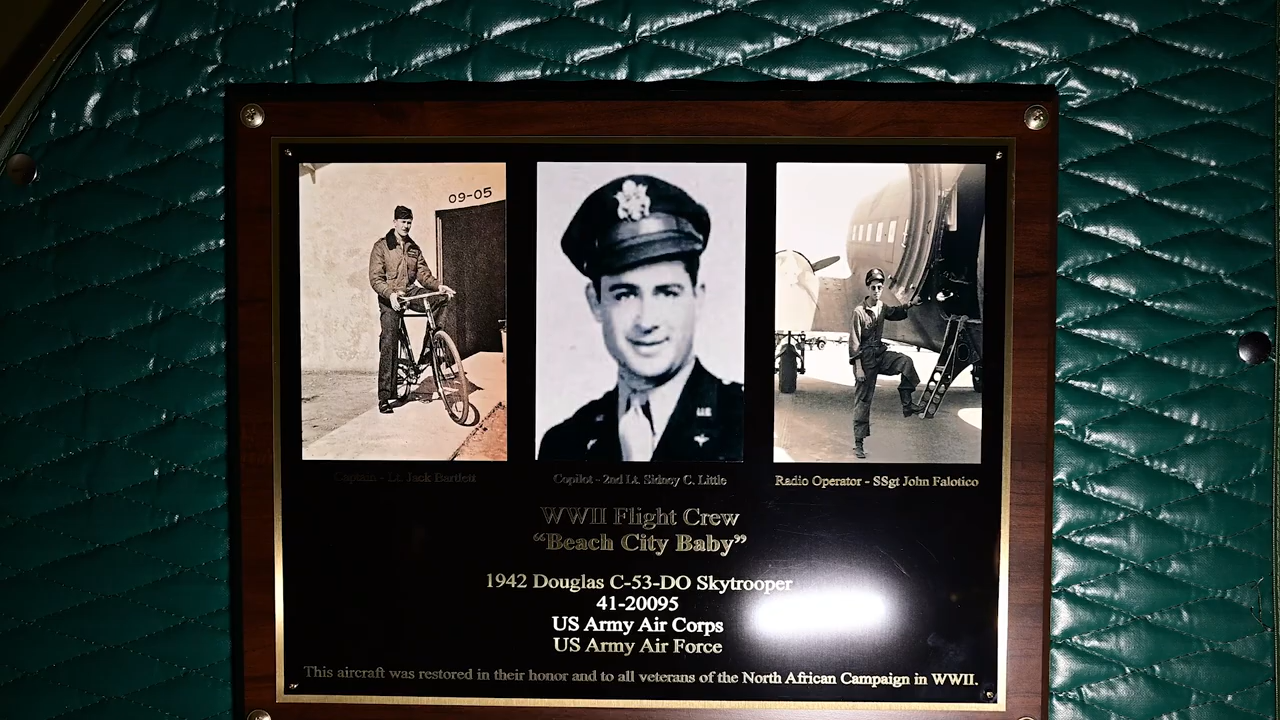 09-05
Captain - Lt. Jack Bartlett
Copilot - 2nd Lt. Sidney C. Little
Radio Operator - SSgt John Falotico
WWII Flight Crew
“Beach City Baby”
1942 Douglas C-53-DO Skytrooper
41-20095
US Army Air Corps
US Army Air Force
This aircraft was restored in their honor and to all veterans of the North African Campaign in WWII.